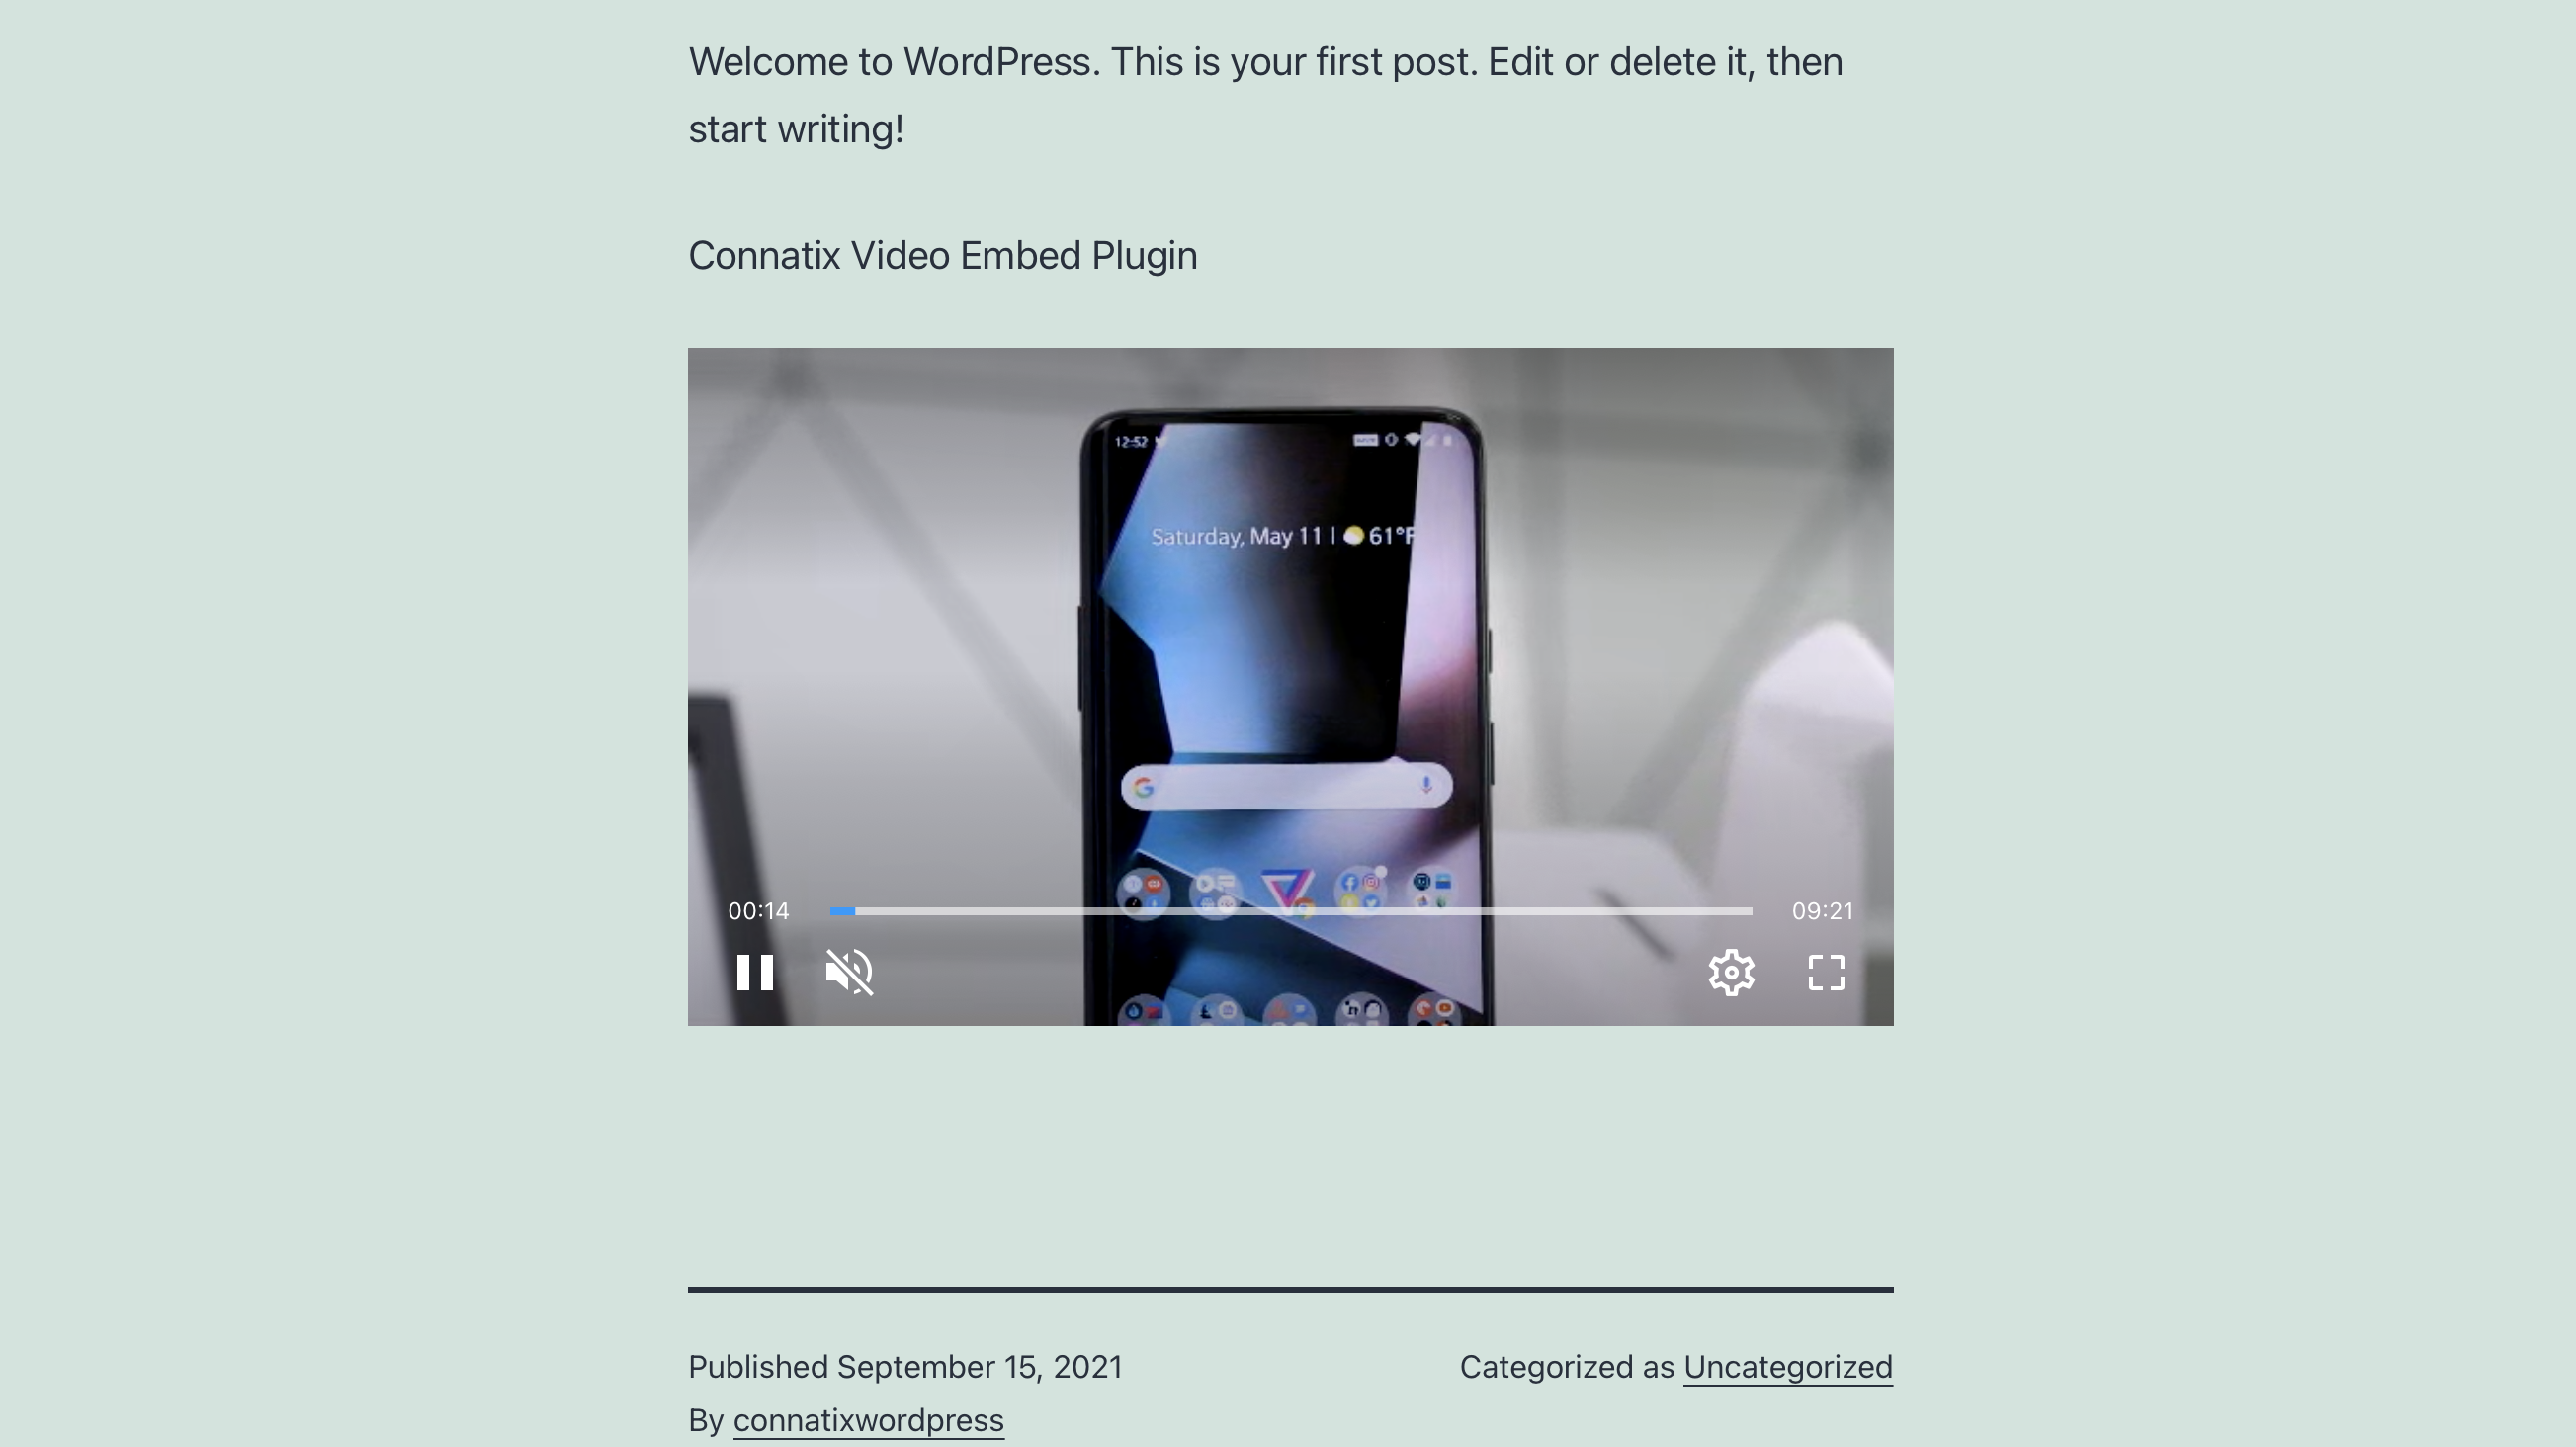 Welcome to WordPress. This is your first post. Edit or delete it, then
start writing!
Connatix Video Embed Plugin
12:52
Saturday, May 11 | 61°F
00:14
09:21
Published September 15, 2021
Categorized as Uncategorized
By connatixwordpress